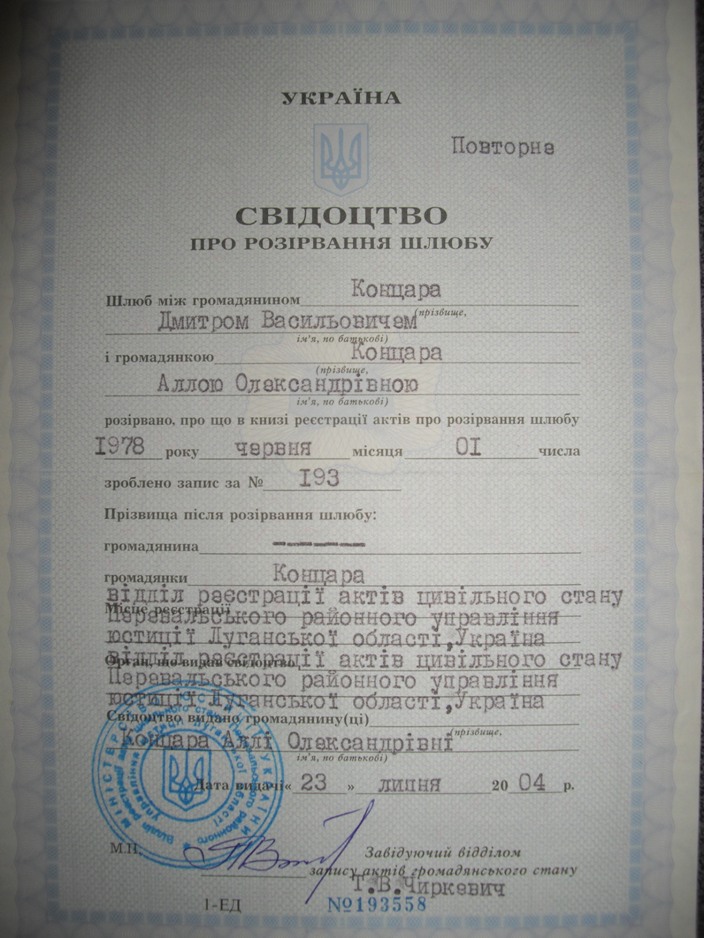 УКРАЇНА
Повторне
СВІДОЦТВО
ПРО РОЗІРВАННЯ ШЛЮБУ
Шлюб між громадянином Концара
(прізвище,
Дмитром Васильовичем
ім'я, по батькові)
і громадянкою Концара
(прізвище,
Аллою Олександрівною
ім'я, по батькові)
розірвано, про що в книзі реєстрації актів про розірвання шлюбу
1978 року червня місяця 01 числа
зроблено запис за № 193
Прізвища після розірвання шлюбу:
громадянина -----
громадянки Концара
відділ реєстрації актів цивільного стану
Місце реєстрації
Перевальського районного управління
юстиції Луганської області,Україна
відділ реєстрації актів цивільного стану
Орган, що видав свідоцтво
Перевальського районного управління
юстиції Луганської області,Україна
Свідоцтво видано громадянину(ці)
Концара Аллі Олександрівні
(прізвище,
ім'я, по батькові)
Дата видачі « 23 » липня 2004 р.
М.П.
Завідуючий відділом
запису актів громадянського стану
Т.В.Чиркевич
І-ЕД №193558